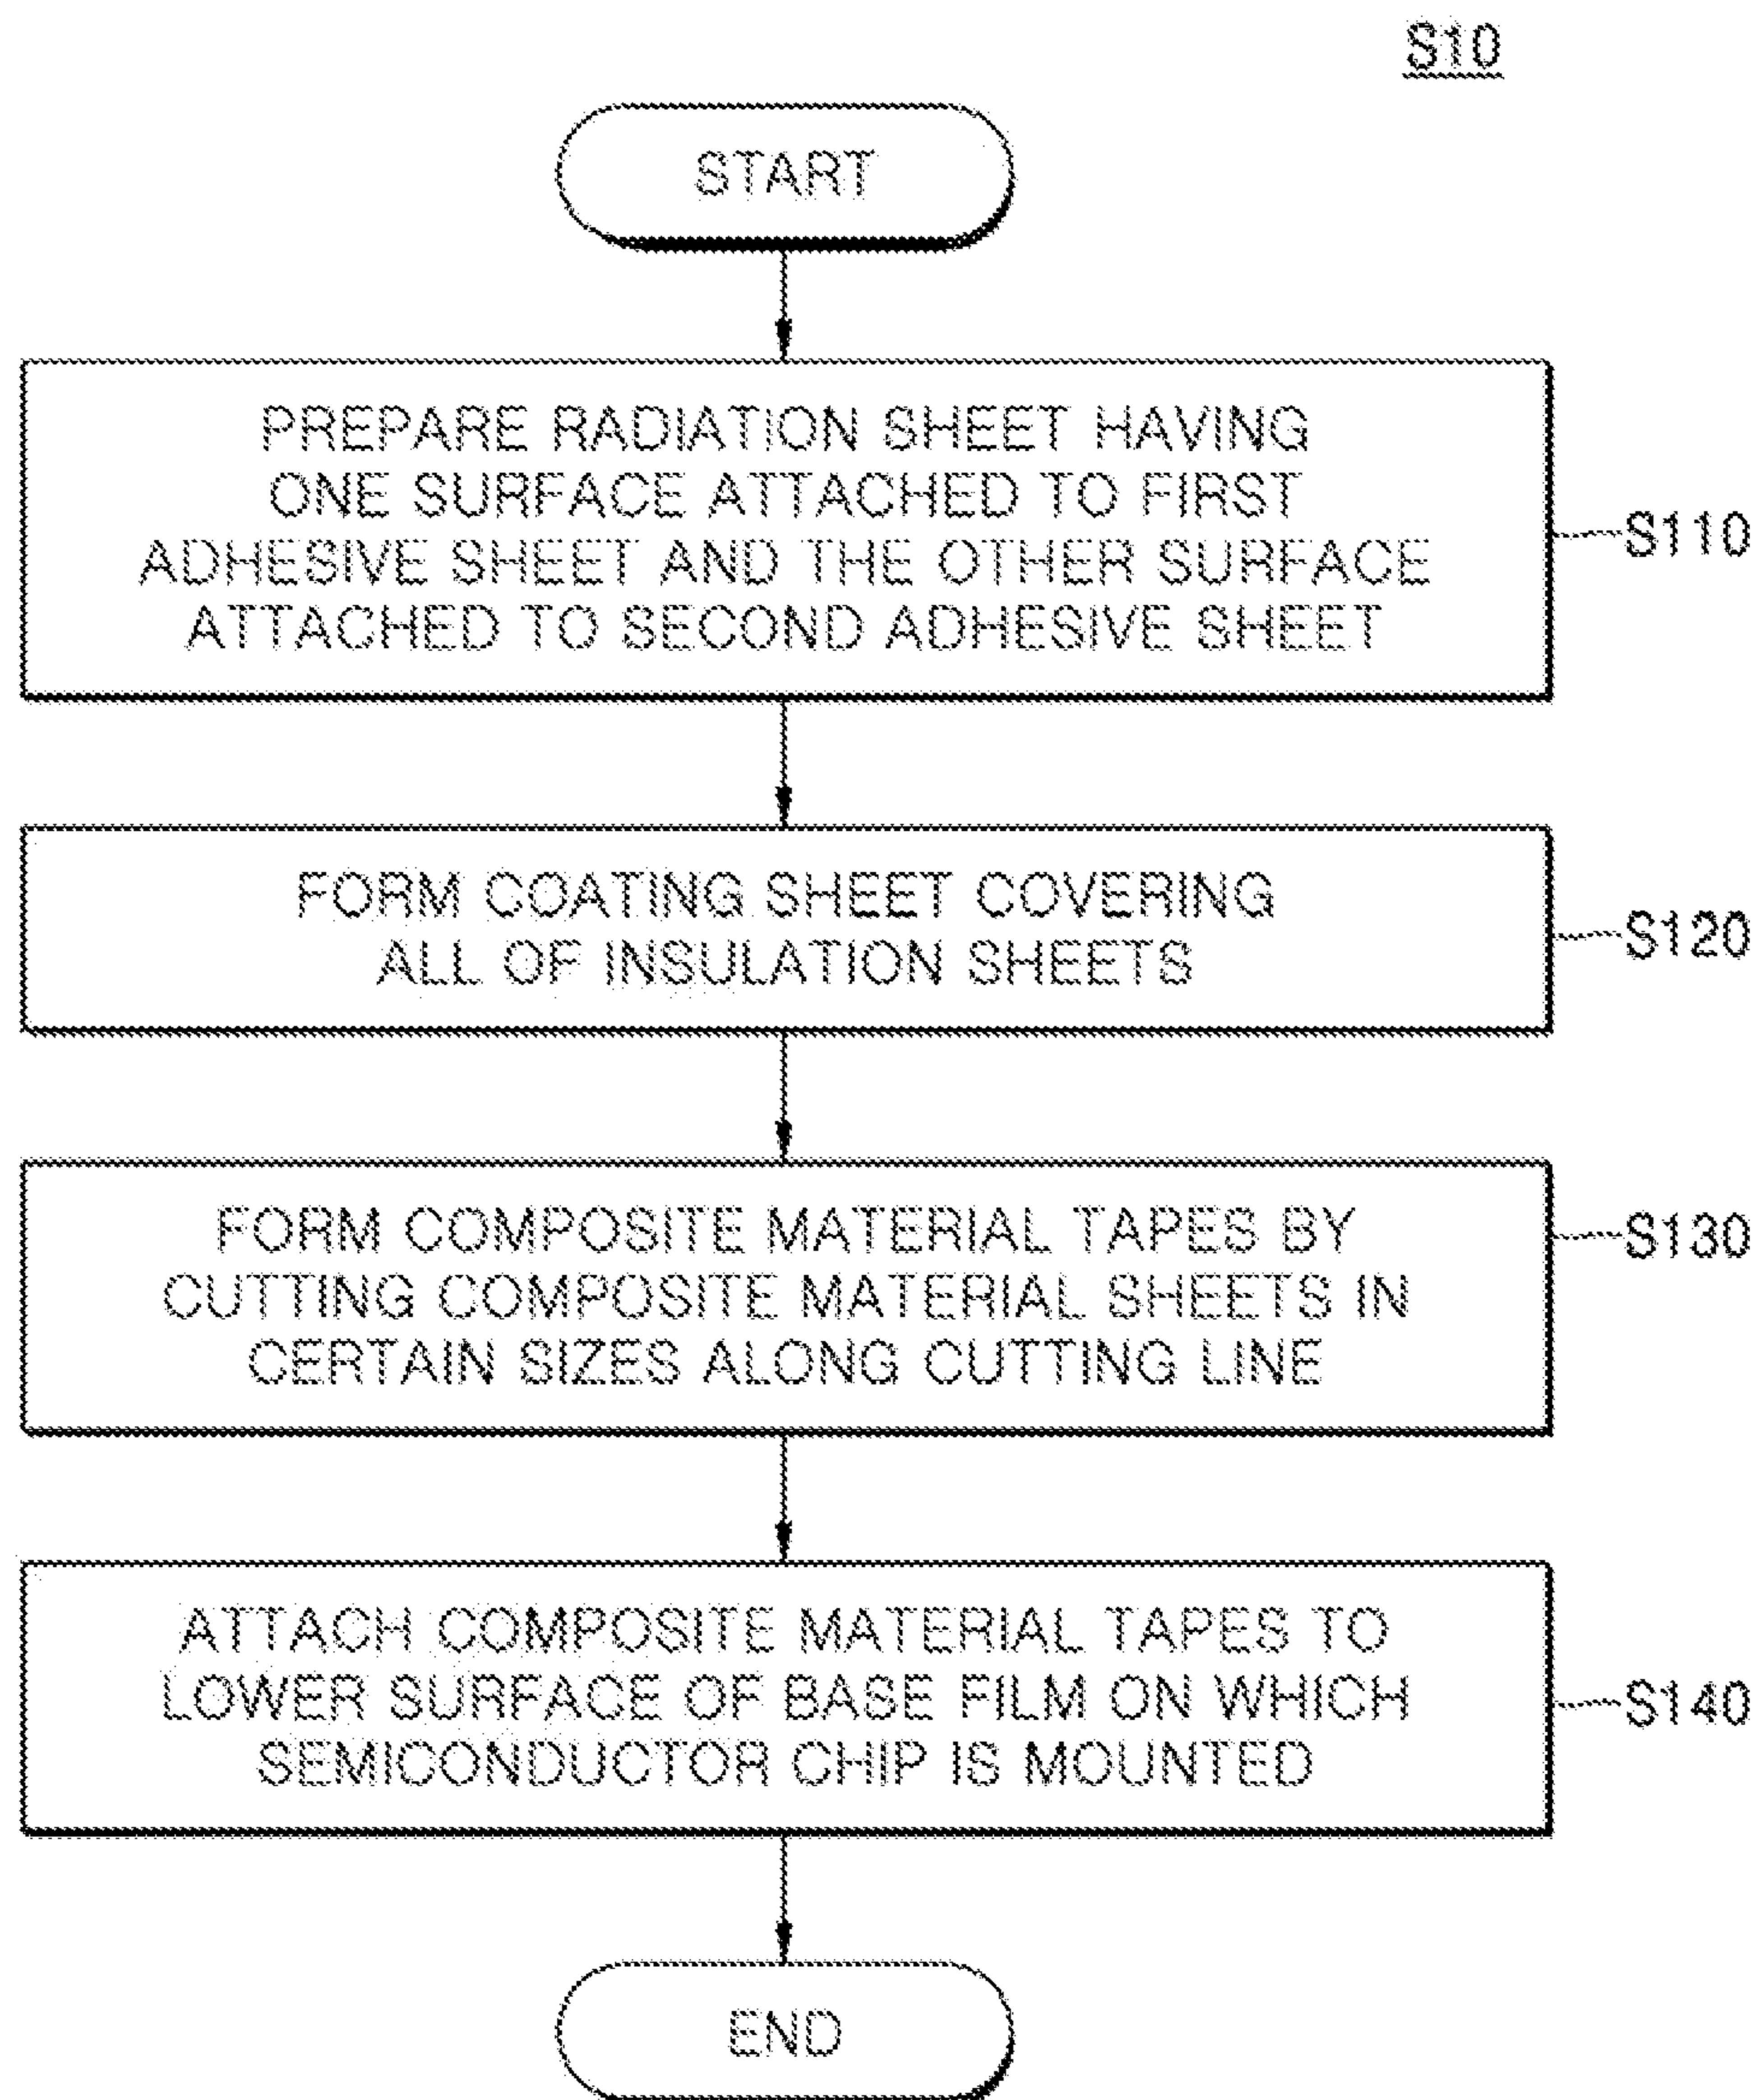 S10
START
PREPARE RADIATION SHEET HAVING
ONE SURFACE ATTACHED TO FIRST
ADHESIVE SHEET AND THE OTHER SURFACE
ATTACHED TO SECOND ADHESIVE SHEET
S110
FORM COATING SHEET COVERING
ALL OF INSULATION SHEETS
S120
FORM COMPOSITE MATERIAL TAPES BY
CUTTING COMPOSITE MATERIAL SHEETS IN
CERTAIN SIZES ALONG CUTTING LINE
S130
ATTACH COMPOSITE MATERIAL TAPES TO
LOWER SURFACE OF BASE FILM ON WHICH
SEMICONDUCTOR CHIP IS MOUNTED
S140
END